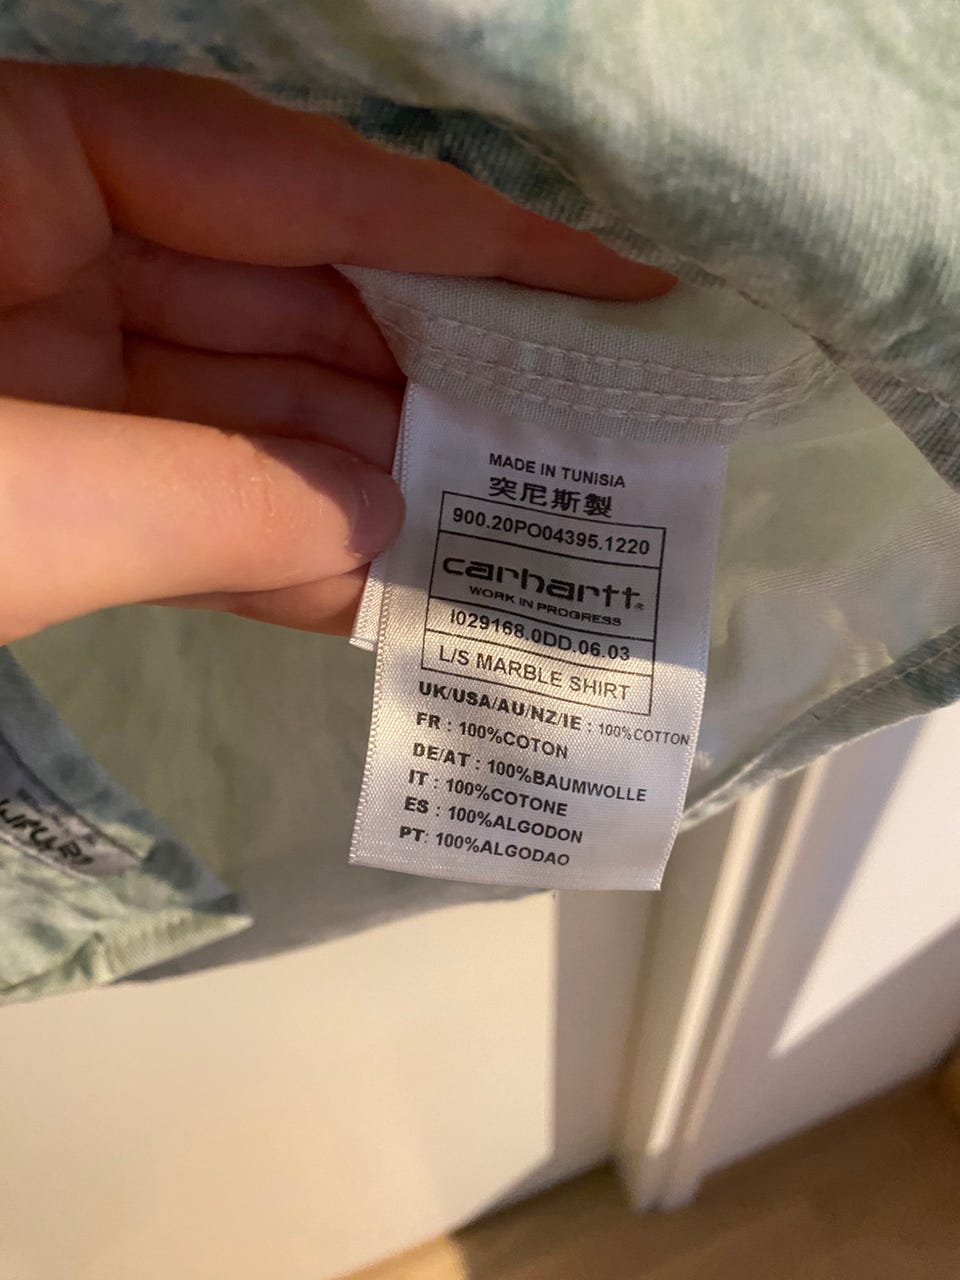 MADE IN TUNISIA
突尼斯製
900.20PO04395.1220
carhartt®
WORK IN PROGRESS
I029168.0DD.06.03
L/S MARBLE SHIRT
UK/USA/AU/NZ/IE : 100%COTTON
FR : 100%COTON
DE/AT : 100%BAUMWOLLE
IT : 100%COTONE
ES : 100%ALGODON
PT: 100%ALGODAO